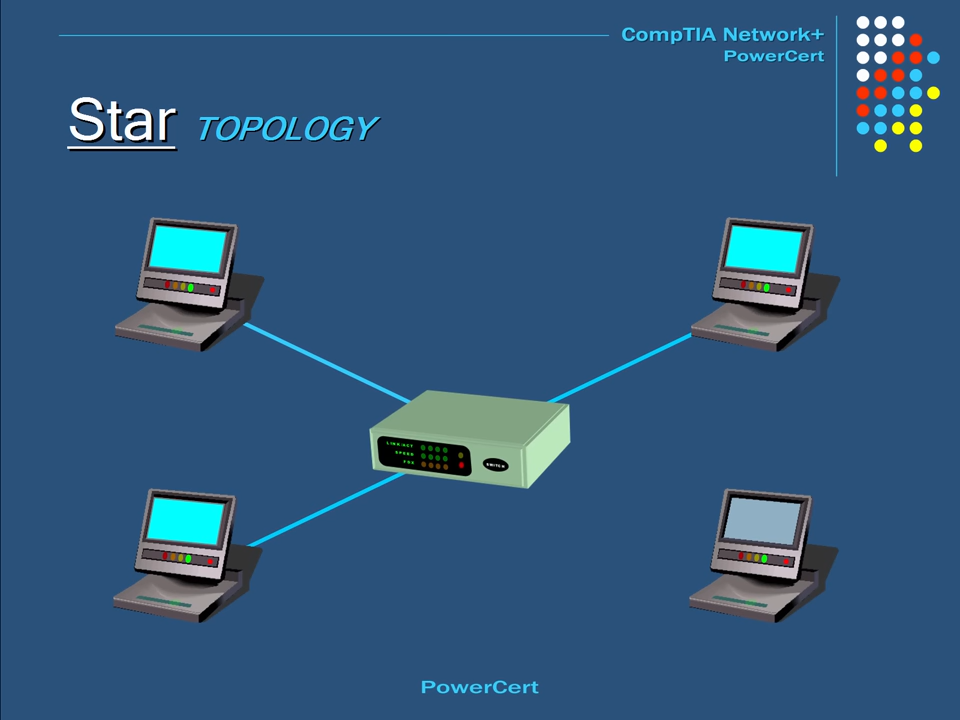 CompTIA Network+
PowerCert
Star TOPOLOGY
LINK/ACT
SPEED
FDX
SWITCH
PowerCert